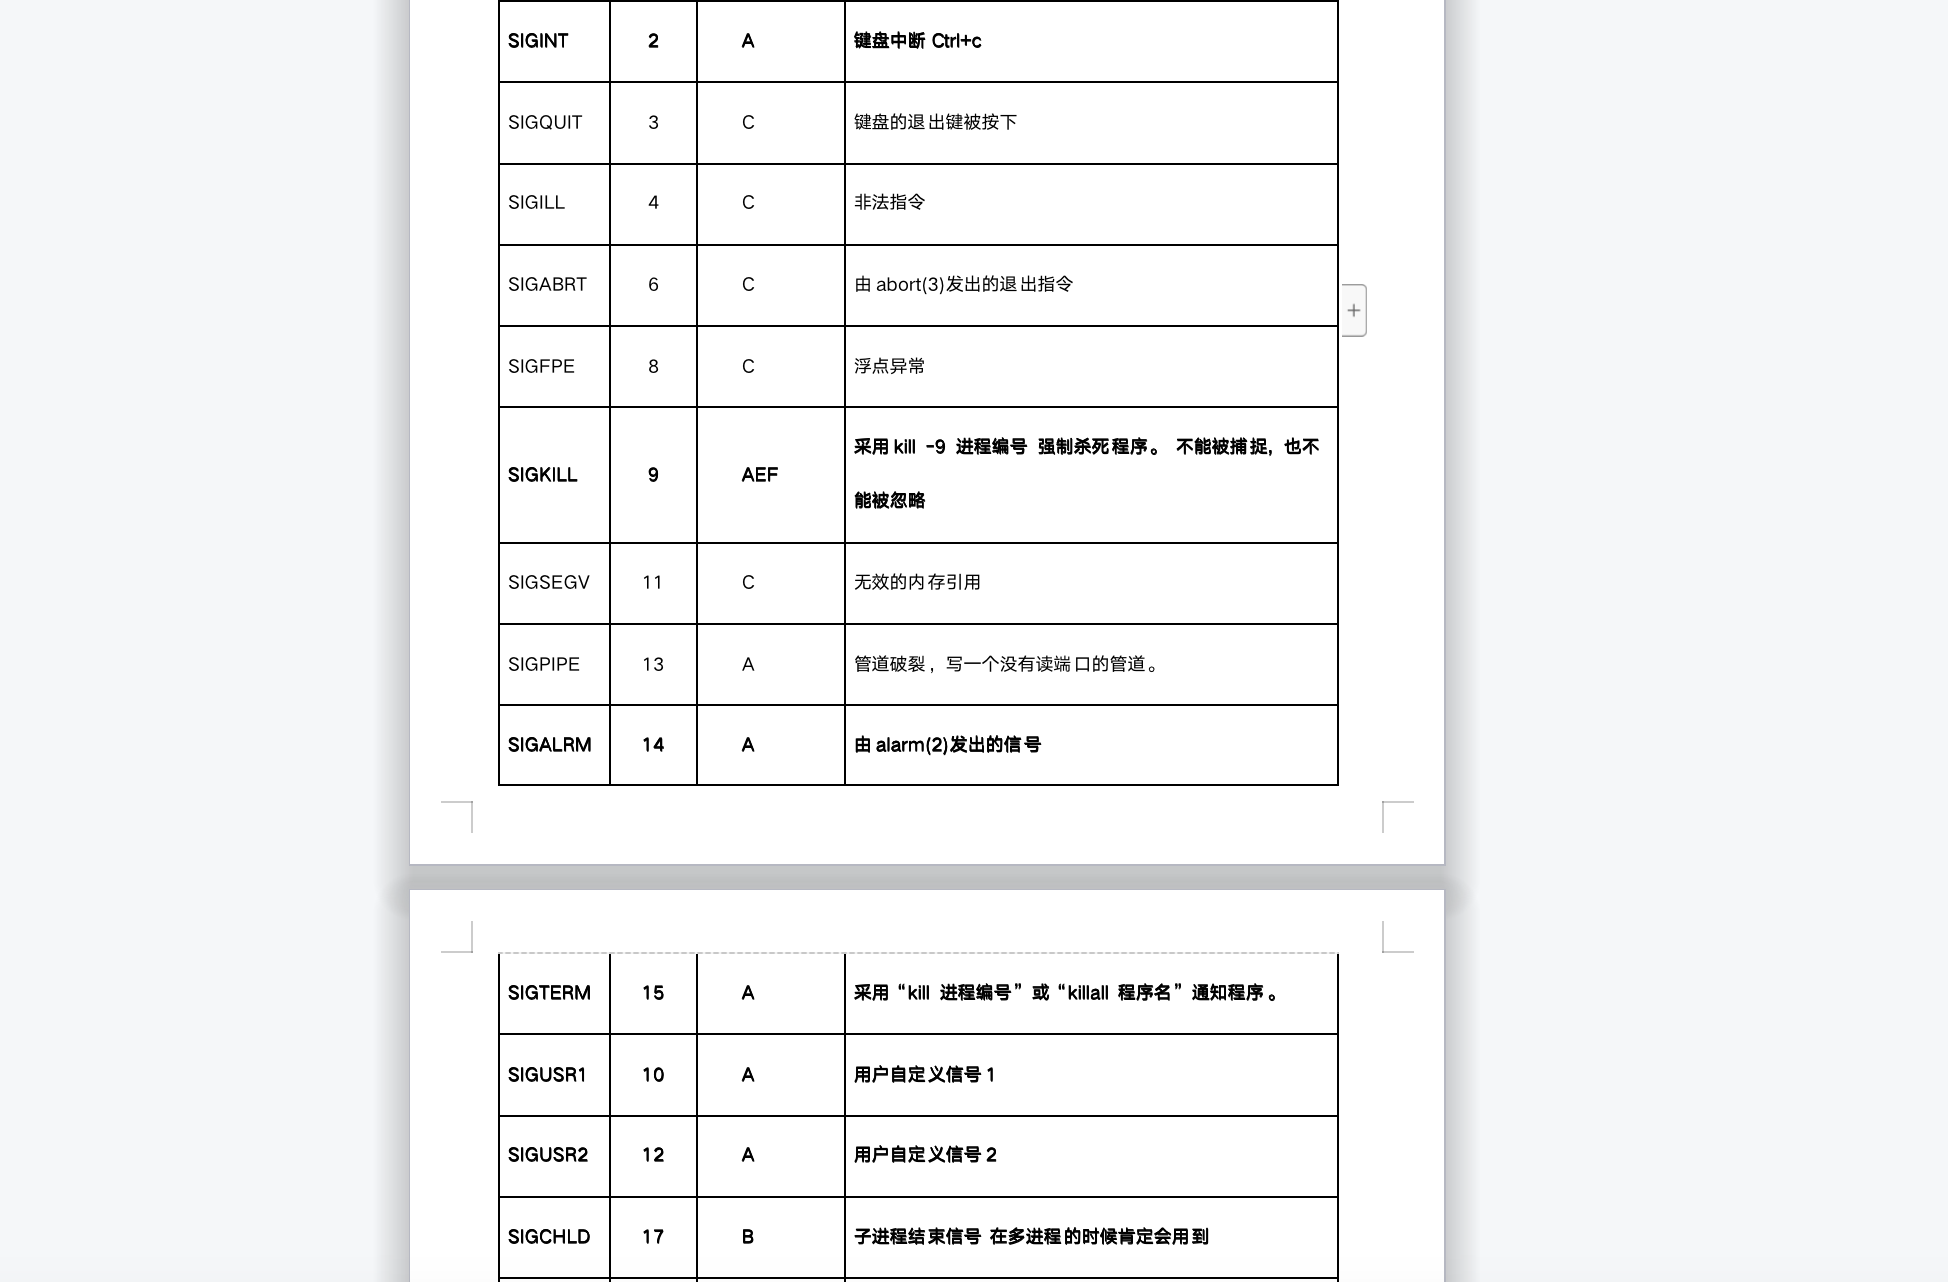 SIGINT 2 A 键盘中断 Ctrl+c
SIGQUIT 3 C 键盘的退出键被按下
SIGILL 4 C 非法指令
SIGABRT 6 C 由 abort(3)发出的退出指令
SIGFPE 8 C 浮点异常
SIGKILL 9 AEF 采用 kill -9 进程编号 强制杀死程序。 不能被捕捉, 也不
能被忽略
SIGSEGV 11 C 无效的内存引用
SIGPIPE 13 A 管道破裂, 写一个没有读端口的管道。
SIGALRM 14 A 由 alarm(2)发出的信号
SIGTERM 15 A 采用“kill 进程编号”或“killall 程序名”通知程序。
SIGUSR1 10 A 用户自定义信号 1
SIGUSR2 12 A 用户自定义信号 2
SIGCHLD 17 B 子进程结束信号 在多进程的时候肯定会用到